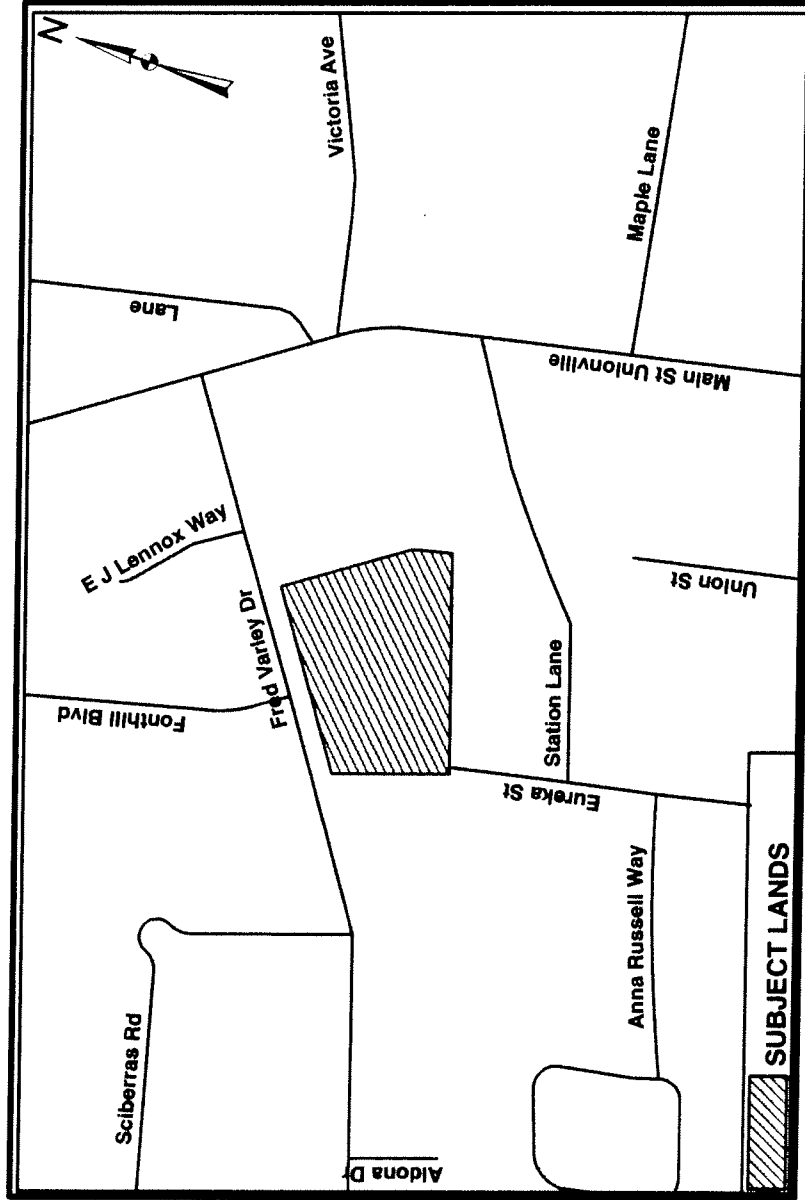 N
Victoria Ave
Maple Lane
Lane
Main St Unionville
E J Lennox Way
Fred Varley Dr
Fonthill Blvd
Union St
Station Lane
Eureka St
Sciberras Rd
Anna Russell Way
Aldona Dr
SUBJECT LANDS